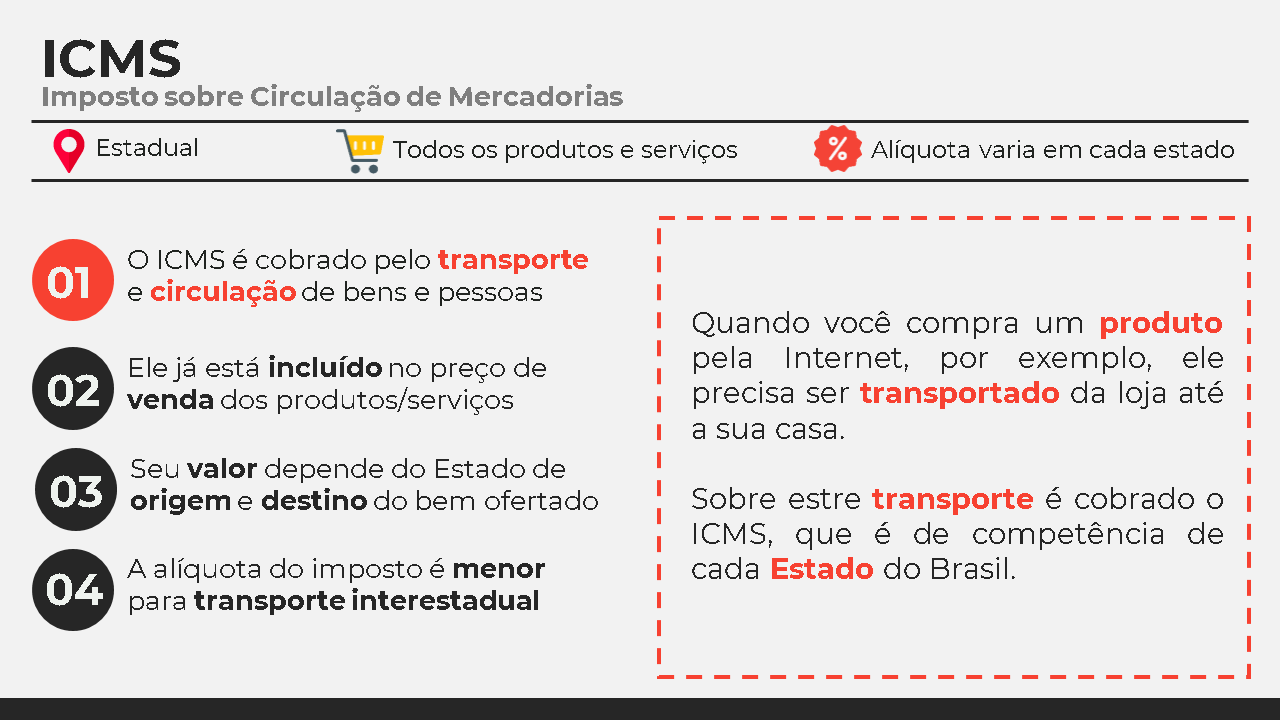 ICMS
Imposto sobre Circulação de Mercadorias
Estadual
Todos os produtos e serviços
Alíquota varia em cada estado
01
O ICMS é cobrado pelo transporte
e circulação de bens e pessoas
02
Ele já está incluído no preço de
venda dos produtos/serviços
03
Seu valor depende do Estado de
origem e destino do bem ofertado
04
A alíquota do imposto é menor
para transporte interestadual
Quando você compra um produto
pela Internet, por exemplo, ele
precisa ser transportado da loja até
a sua casa.
Sobre estre transporte é cobrado o
ICMS, que é de competência de
cada Estado do Brasil.